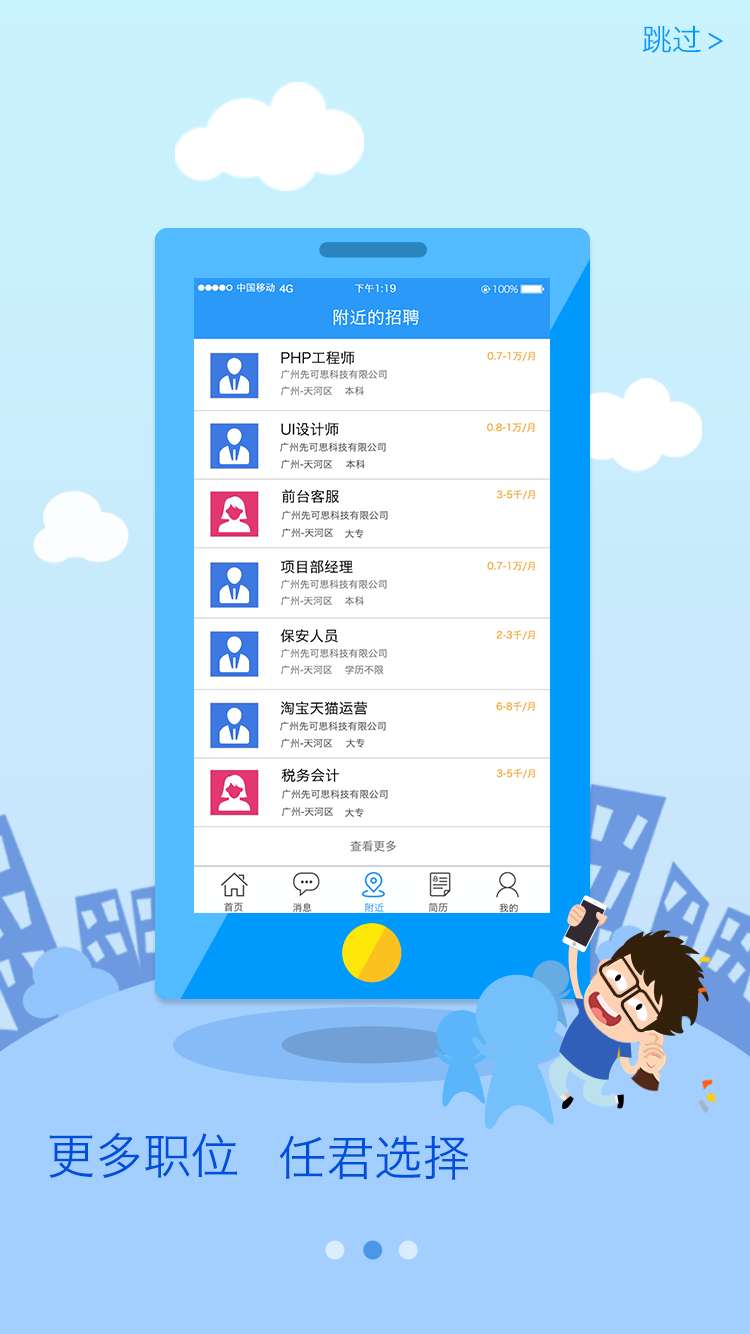 跳过 >
中国移动 4G 下午1:19 100%
附近的招聘
PHP工程师 0.7-1万/月
广州先可思科技有限公司
广州-天河区 本科
UI设计师 0.8-1万/月
广州先可思科技有限公司
广州-天河区 本科
前台客服 3-5千/月
广州先可思科技有限公司
广州-天河区 大专
项目部经理 0.7-1万/月
广州先可思科技有限公司
广州-天河区 本科
保安人员 2-3千/月
广州先可思科技有限公司
广州-天河区 学历不限
淘宝天猫运营 6-8千/月
广州先可思科技有限公司
广州-天河区 大专
税务会计 3-5千/月
广州先可思科技有限公司
广州-天河区 大专
查看更多
首页 消息 附近 简历 我的
更多职位 任君选择